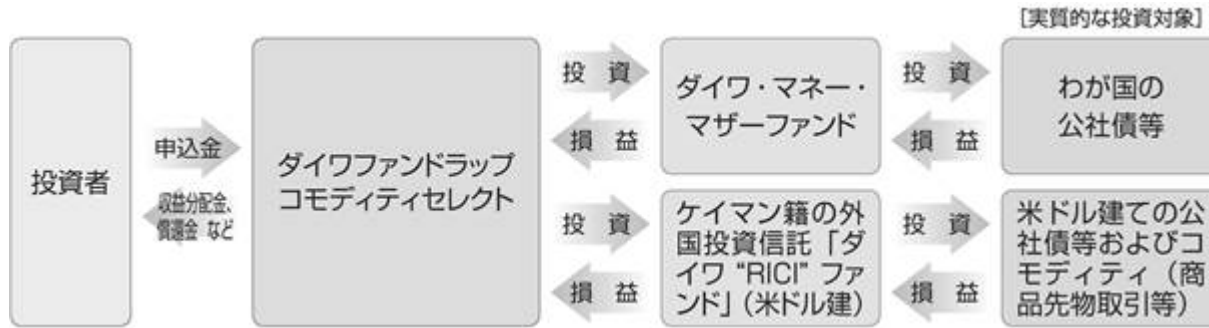 [実質的な投資対象]
投資者
申込金
収益分配金、
償還金 など
ダイワファンドラップ
コモディティセレクト
投 資
損 益
ダイワ・マネー・
マザーファンド
投 資
損 益
わが国の
公社債等
投 資
損 益
ケイマン籍の外
国投資信託「ダ
イワ “RICI” ファ
ンド」（米ドル建）
投 資
損 益
米ドル建ての公
社債等およびコ
モディティ（商
品先物取引等）